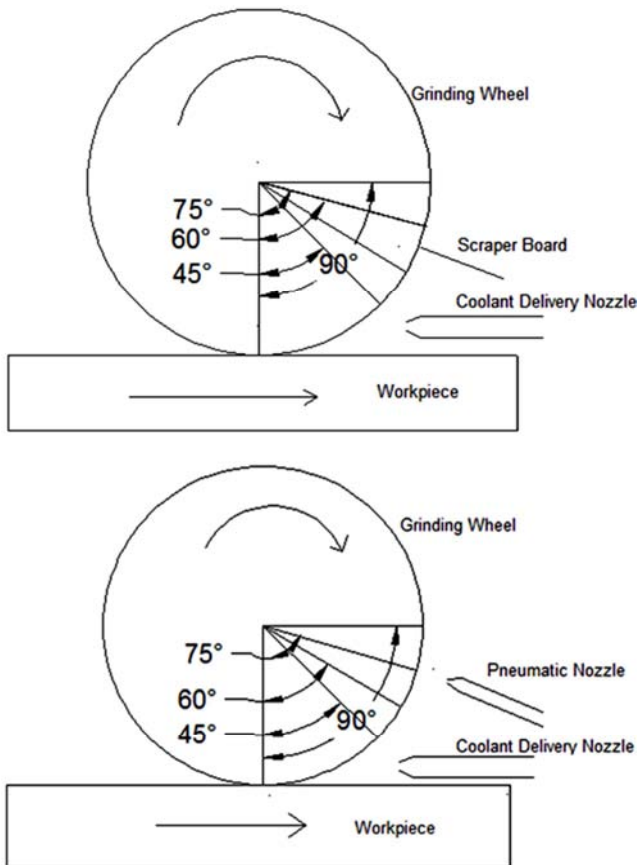 Grinding Wheel
75°
60°
45°
90°
Scraper Board
Coolant Delivery Nozzle
Workpiece
Grinding Wheel
75°
60°
45°
90°
Pneumatic Nozzle
Coolant Delivery Nozzle
Workpiece